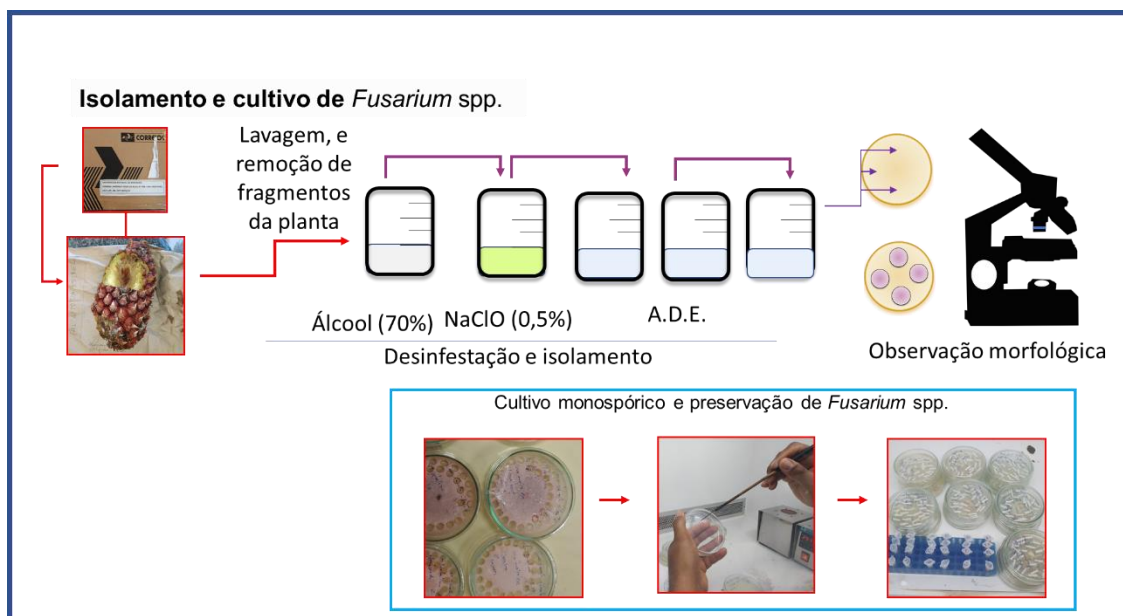 Isolamento e cultivo de Fusarium spp.
Lavagem, e
remoção de
fragmentos
da planta
Álcool (70%)
NaClO (0,5%)
A.D.E.
Desinfestação e isolamento
Observação morfológica
Cultivo monospórico e preservação de Fusarium spp.